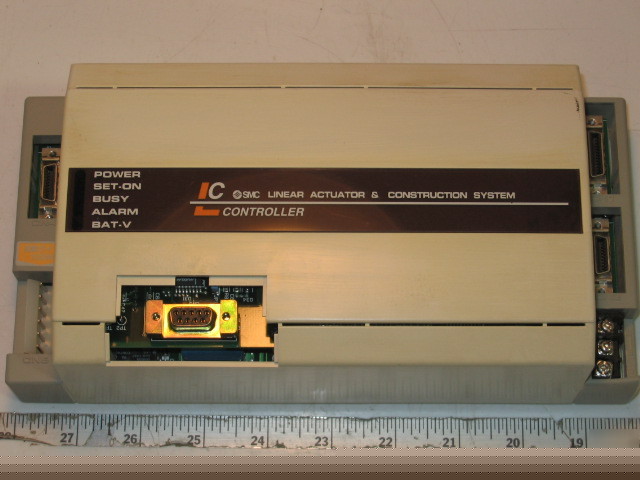 POWER
SET-ON
BUSY
ALARM
BAT-V
LC SMC LINEAR ACTUATOR & CONSTRUCTION SYSTEM
CONTROLLER
27 26 25 24 23 22 21 20 19